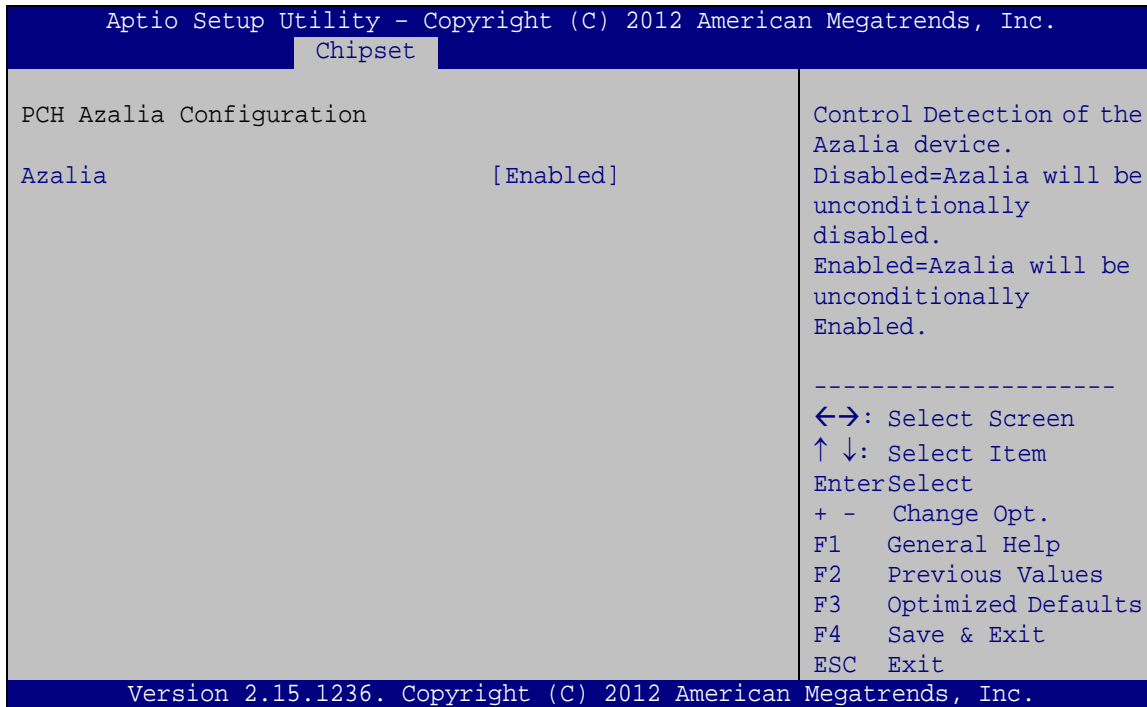 Aptio Setup Utility – Copyright (C) 2012 American Megatrends, Inc.
Chipset
PCH Azalia Configuration
Azalia [Enabled]
Control Detection of the
Azalia device.
Disabled=Azalia will be
unconditionally
disabled.
Enabled=Azalia will be
unconditionally
Enabled.
---------------------
←→: Select Screen
↑ ↓: Select Item
EnterSelect
+ - Change Opt.
F1 General Help
F2 Previous Values
F3 Optimized Defaults
F4 Save & Exit
ESC Exit
Version 2.15.1236. Copyright (C) 2012 American Megatrends, Inc.